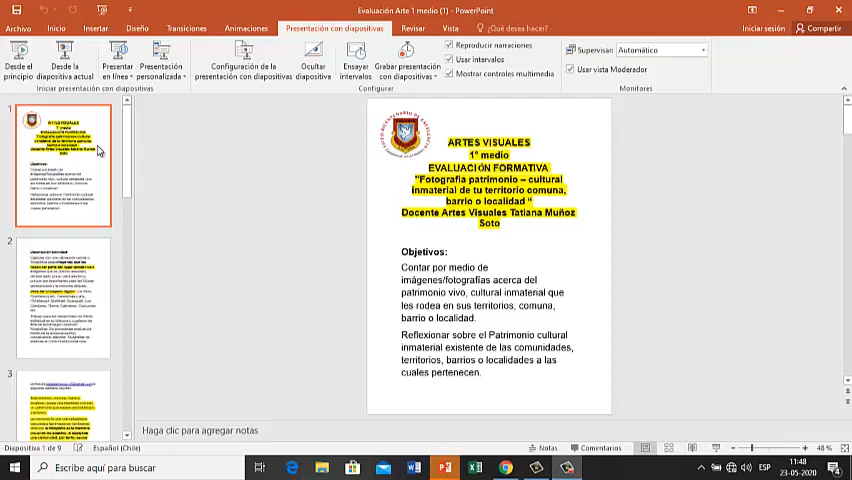 Evaluación Arte 1 medio (1) - PowerPoint
Archivo Inicio Insertar Diseño Transiciones Animaciones Presentación con diapositivas Revisar Vista ¿Qué desea hacer? Iniciar sesión Compartir
Desde el principio
Desde la diapositiva actual
Presentar en línea
Presentación personalizada
Configuración de la presentación con diapositivas
Ocultar diapositiva
Ensayar intervalos
Grabar presentación con diapositivas
Reproducir narraciones
Usar intervalos
Mostrar controles multimedia
Supervisar: Automático
Usar vista Moderador
Iniciar presentación con diapositivas
Configurar
Monitores
1
2
3
ARTES VISUALES
1° medio
EVALUACIÓN FORMATIVA
"Fotografía patrimonio – cultural
inmaterial de tu territorio comuna,
barrio o localidad "
Docente Artes Visuales Tatiana Muñoz
Soto
Objetivos:
Contar por medio de
imágenes/fotografías acerca del
patrimonio vivo, cultural inmaterial que
les rodea en sus territorios, comuna,
barrio o localidad.
Reflexionar sobre el Patrimonio cultural
inmaterial existente de las comunidades,
territorios, barrios o localidades a las
cuales pertenecen.
Haga clic para agregar notas
Diapositiva 1 de 9 Español (Chile) Notas Comentarios 48 %
Escribe aquí para buscar
ESP
11:48
23-05-2020
4